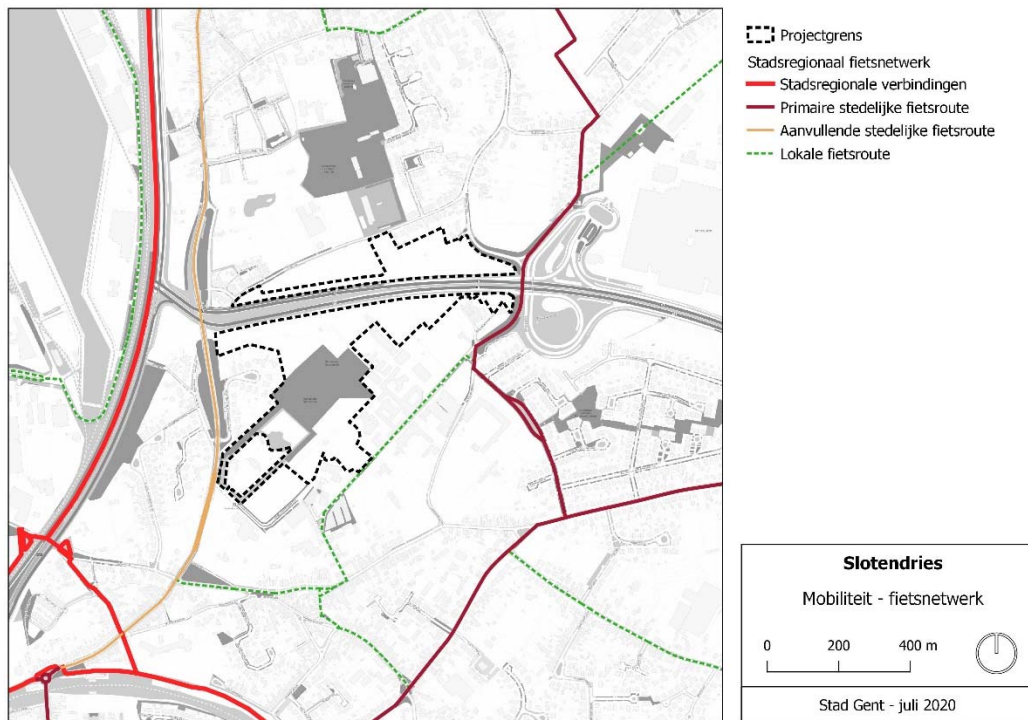 Projectgrens
Stadsregionaal fietsnetwerk
Stadsregionale verbindingen
Primaire stedelijke fietsroute
Aanvullende stedelijke fietsroute
Lokale fietsroute
Slotendries
Mobiliteit - fietsnetwerk
0 200 400 m
Stad Gent - juli 2020